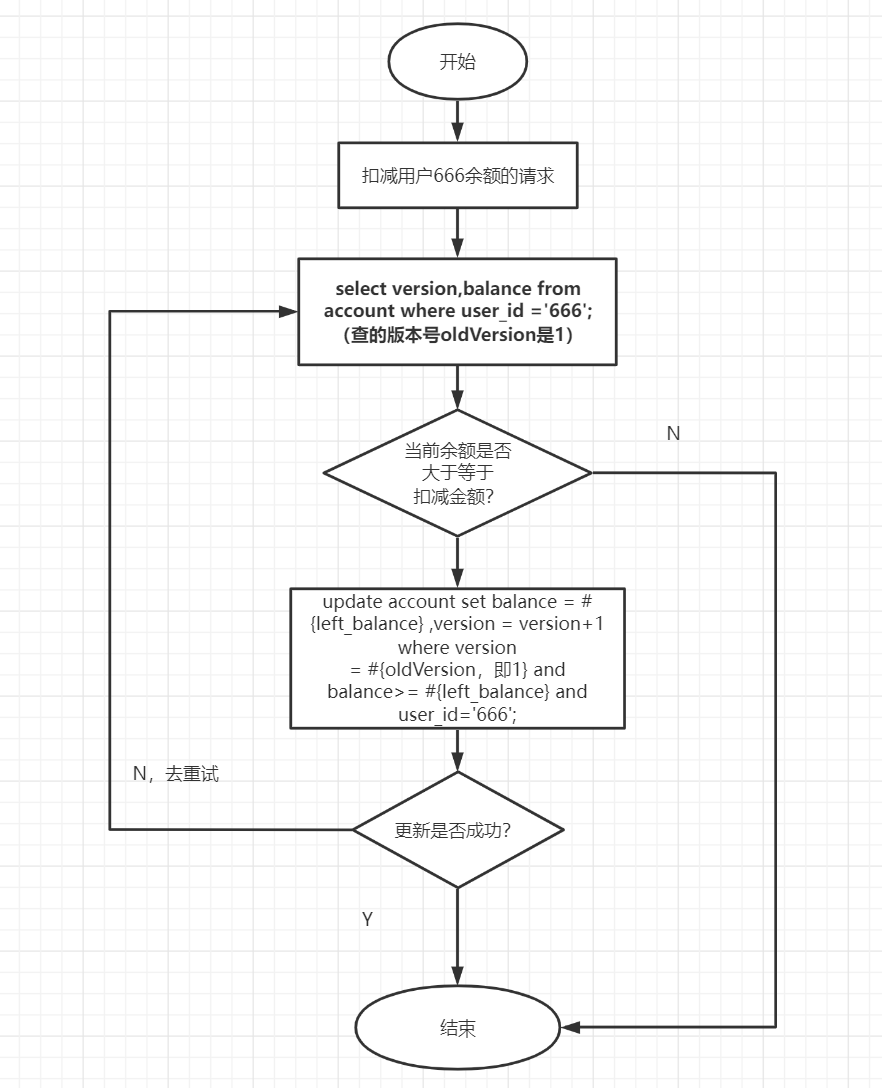 开始
扣减用户666余额的请求
select version,balance from
account where user_id ='666';
（查的版本号oldVersion是1）
N
当前余额是否
大于等于
扣减金额？
update account set balance = #
{left_balance} ,version = version+1
where version
= #{oldVersion，即1} and
balance>= #{left_balance} and
user_id='666';
N，去重试
更新是否成功？
Y
结束